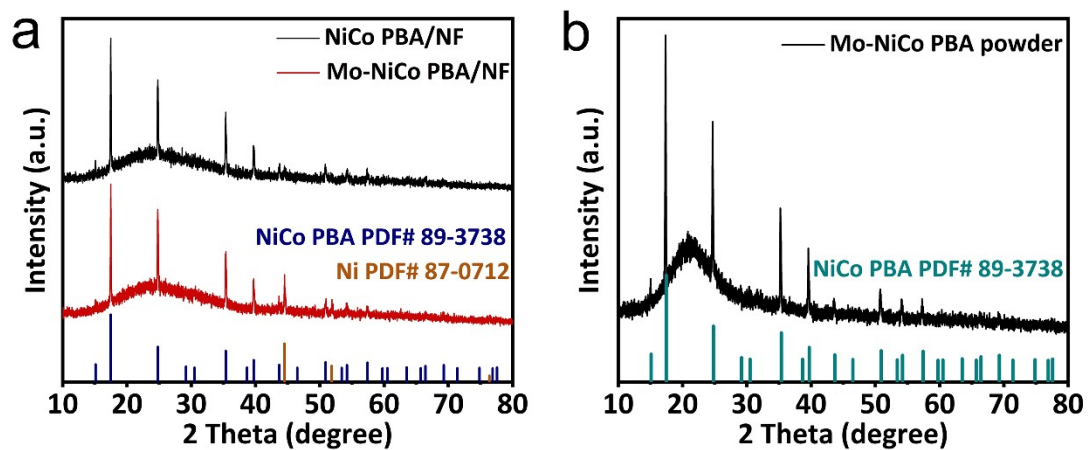 a
NiCo PBA/NF
Mo-NiCo PBA/NF
NiCo PBA PDF# 89-3738
Ni PDF# 87-0712
Intensity (a.u.)
10 20 30 40 50 60 70 80
2 Theta (degree)
b
Mo-NiCo PBA powder
NiCo PBA PDF# 89-3738
Intensity (a.u.)
10 20 30 40 50 60 70 80
2 Theta (degree)